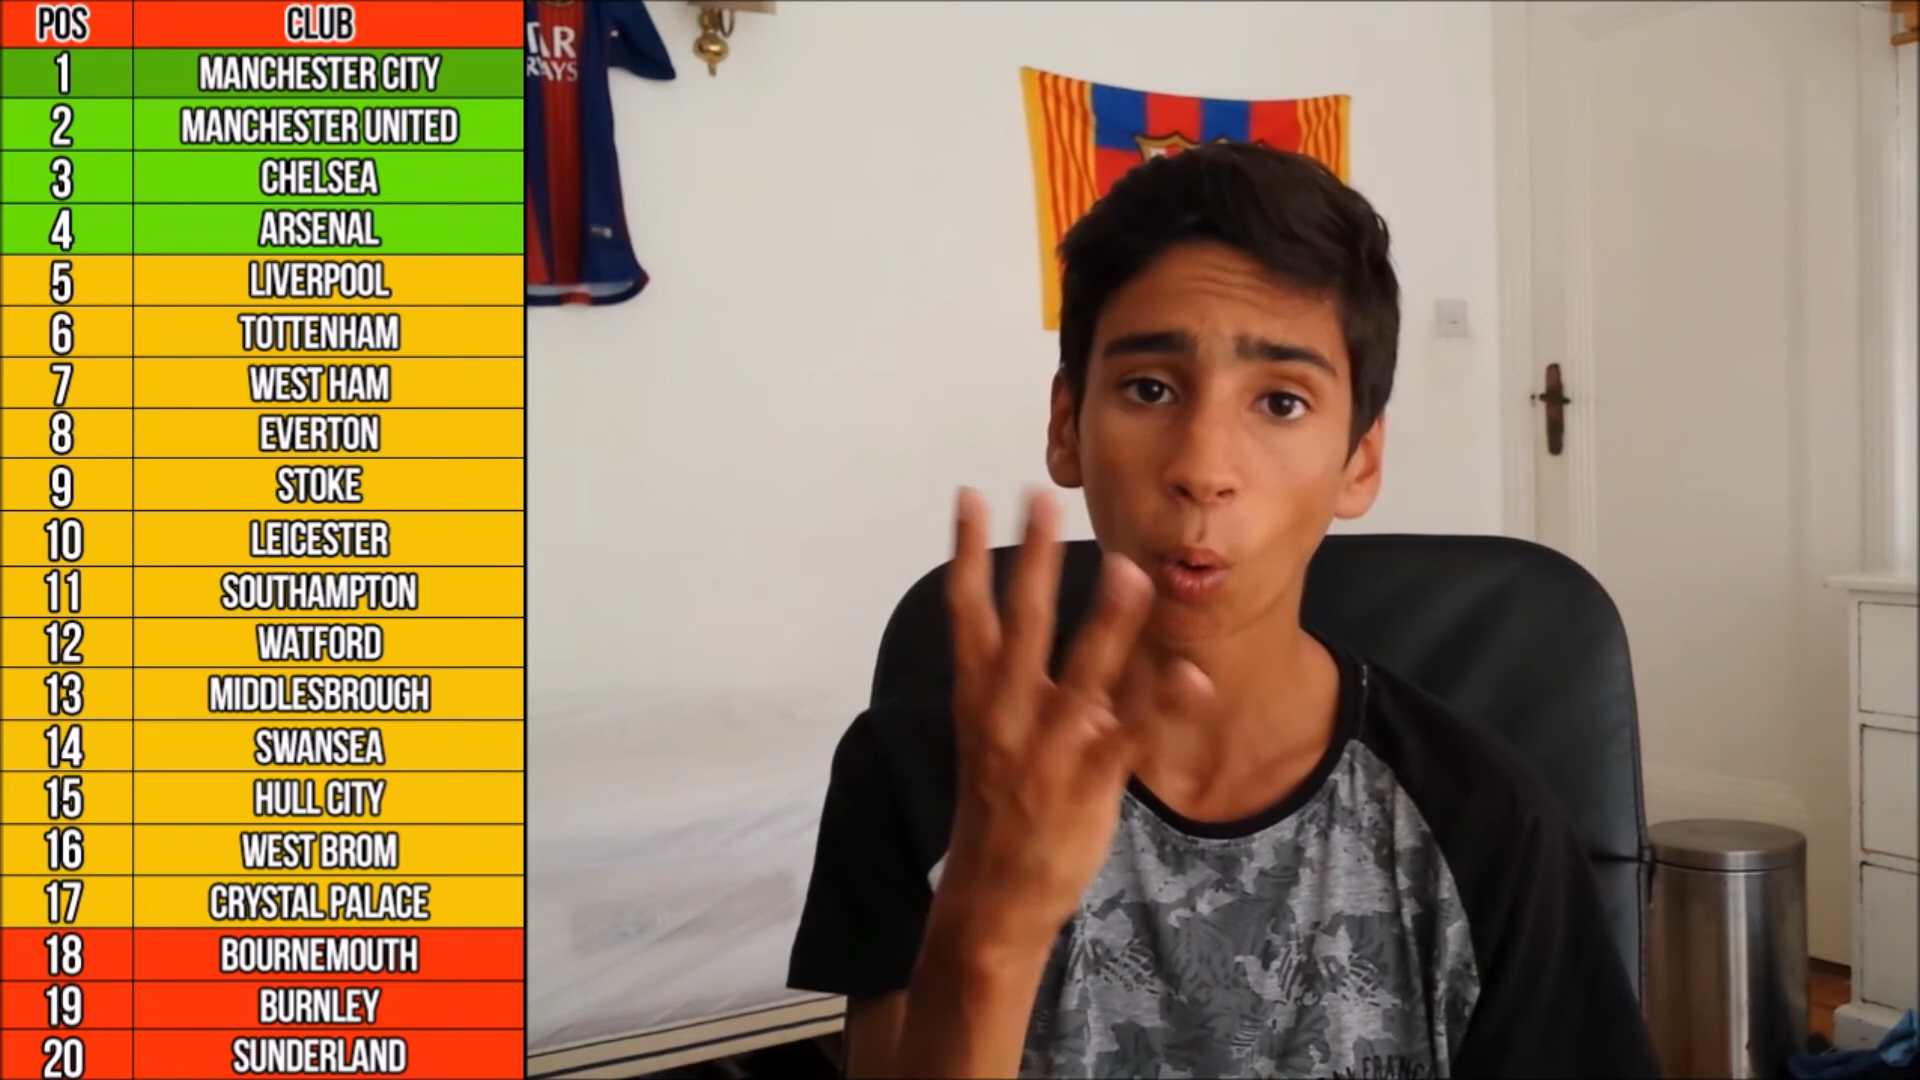 POS CLUB
1 MANCHESTER CITY
2 MANCHESTER UNITED
3 CHELSEA
4 ARSENAL
5 LIVERPOOL
6 TOTTENHAM
7 WEST HAM
8 EVERTON
9 STOKE
10 LEICESTER
11 SOUTHAMPTON
12 WATFORD
13 MIDDLESBROUGH
14 SWANSEA
15 HULL CITY
16 WEST BROM
17 CRYSTAL PALACE
18 BOURNEMOUTH
19 BURNLEY
20 SUNDERLAND